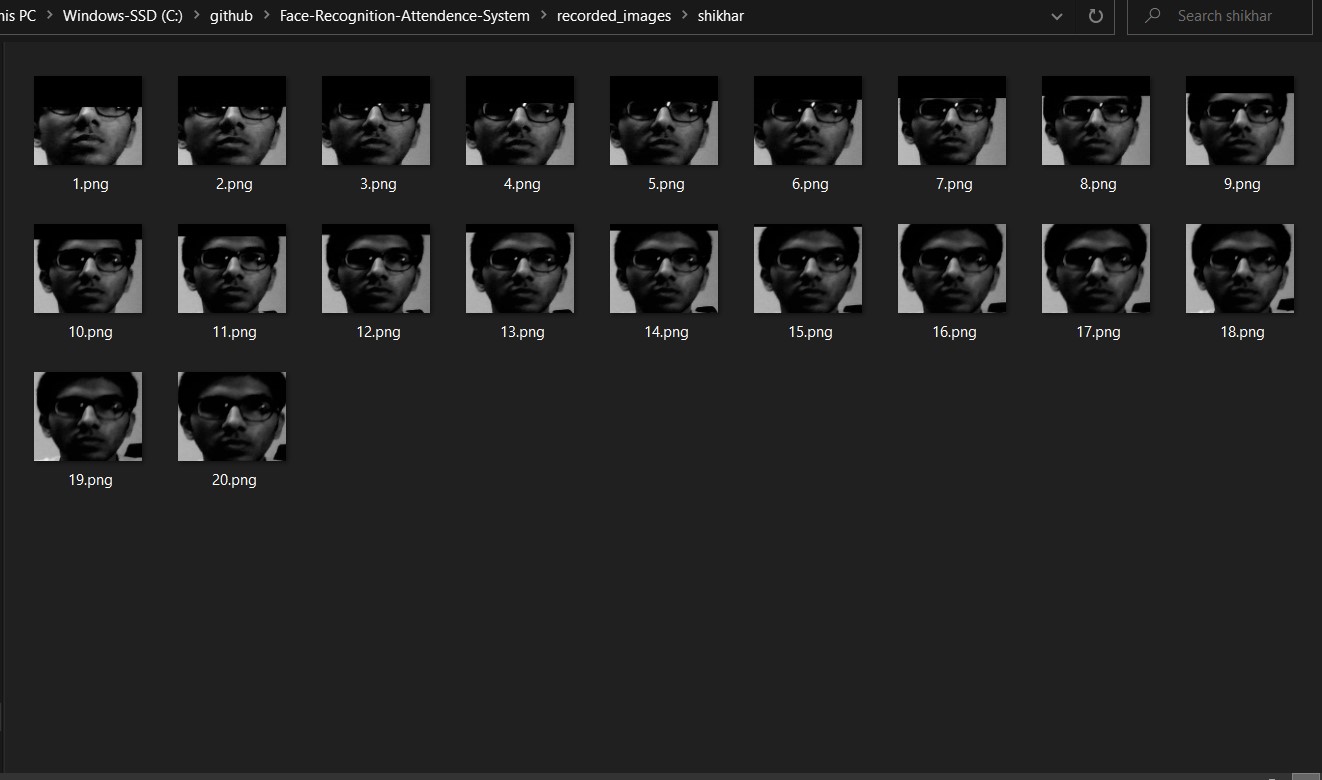 his PC > Windows-SSD (C:) > github > Face-Recognition-Attendence-System > recorded_images > shikhar
Search shikhar
1.png 2.png 3.png 4.png 5.png 6.png 7.png 8.png 9.png
10.png 11.png 12.png 13.png 14.png 15.png 16.png 17.png 18.png
19.png 20.png